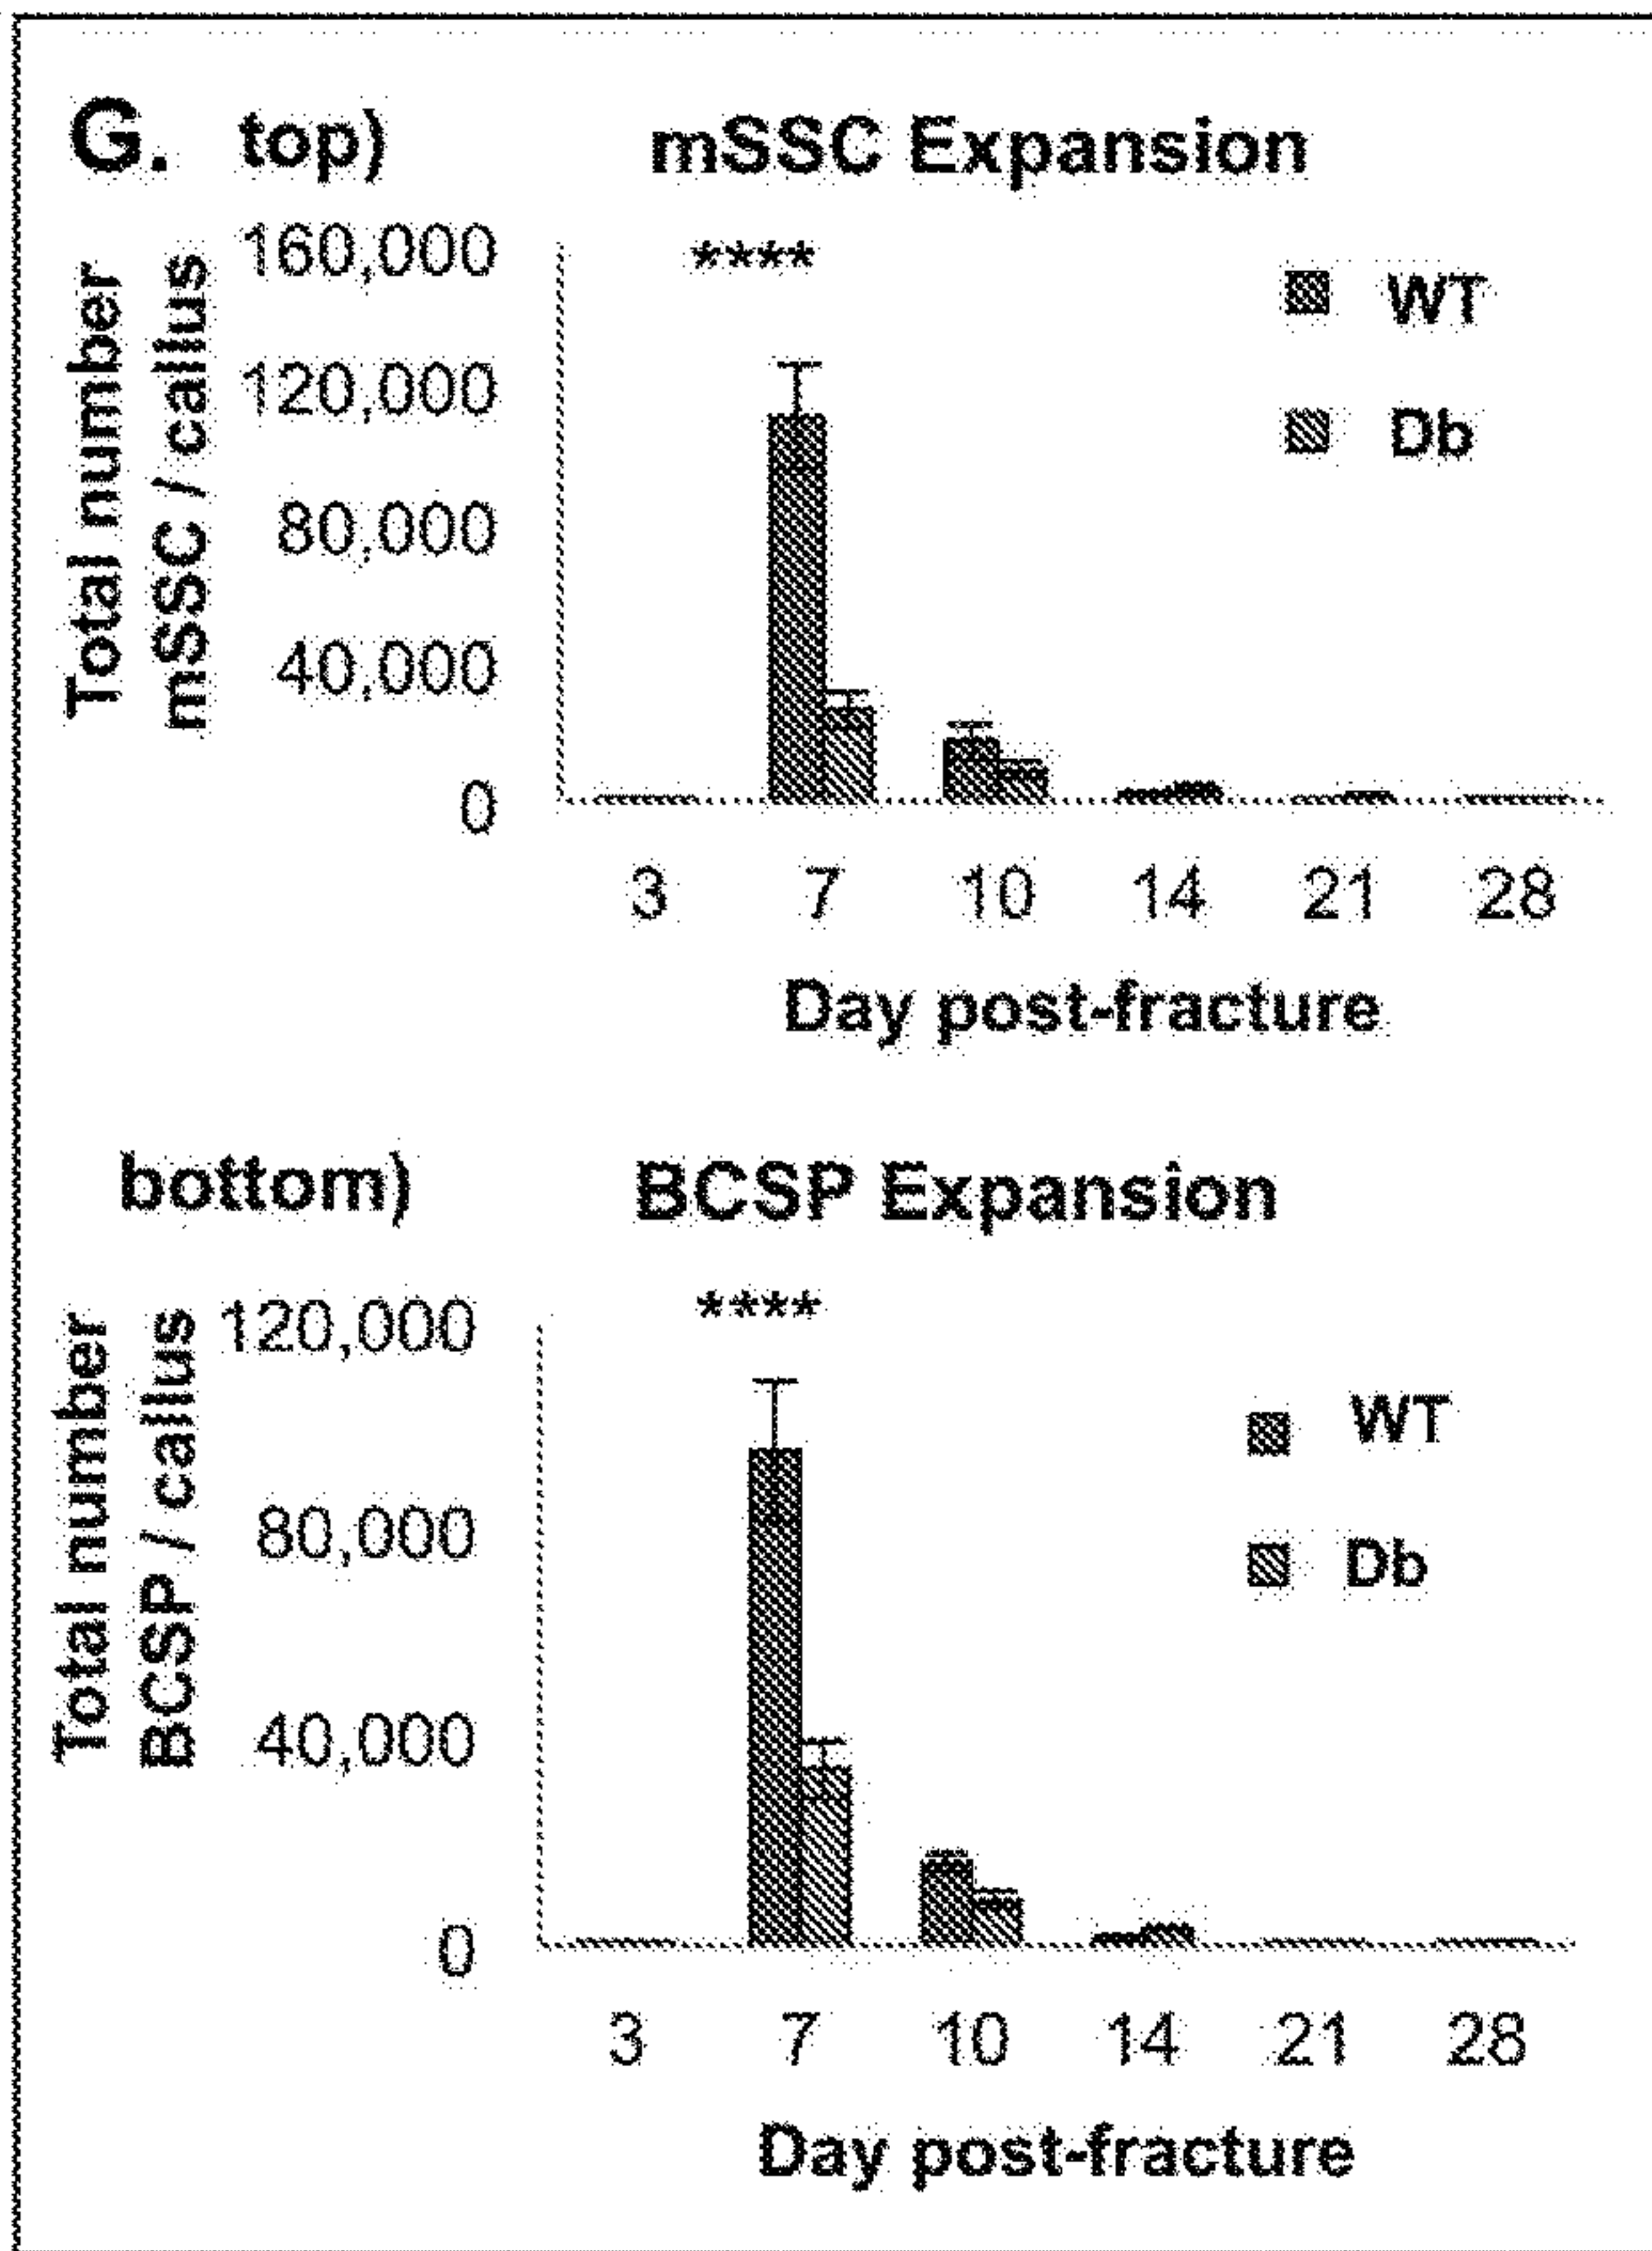 G. top) mSSC Expansion
Total number
mSSC / callus
160,000
120,000
80,000
40,000
0
****
WT
Db
3 7 10 14 21 28
Day post-fracture
bottom) BCSP Expansion
Total number
BCSP / callus
120,000
80,000
40,000
0
****
WT
Db
3 7 10 14 21 28
Day post-fracture